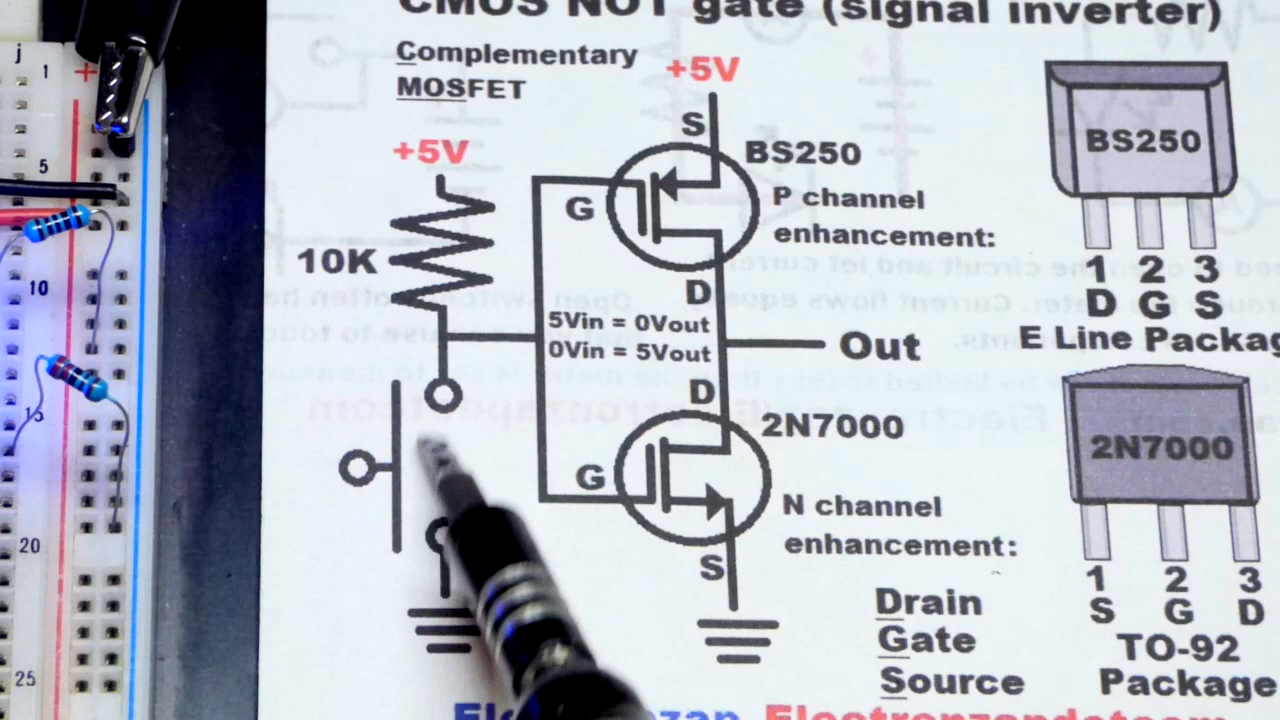 CMOS NOT gate (signal inverter)
Complementary
MOSFET
+5V
+5V
S
BS250
P channel
enhancement:
G
D
10K
5Vin = 0Vout
0Vin = 5Vout
Out
D
2N7000
G
N channel
enhancement:
S
Drain
Gate
Source
BS250
1 2 3
D G S
E Line Packag
2N7000
1 2 3
S G D
TO-92
Package
j
+
1
5
10
15
20
25